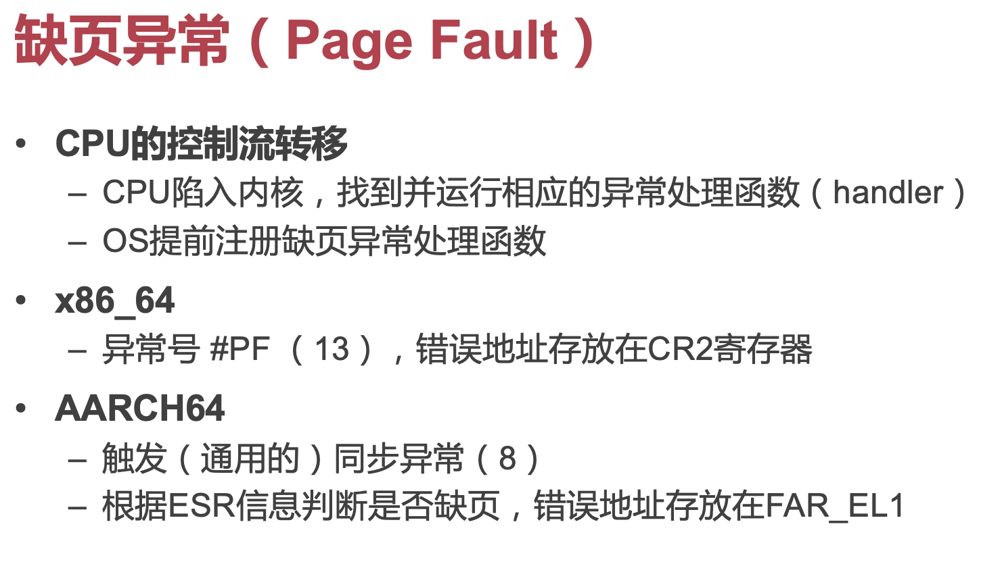 缺页异常（Page Fault）
• CPU的控制流转移
– CPU陷入内核，找到并运行相应的异常处理函数（handler）
– OS提前注册缺页异常处理函数
• x86_64
– 异常号 #PF （13），错误地址存放在CR2寄存器
• AARCH64
– 触发（通用的）同步异常（8）
– 根据ESR信息判断是否缺页，错误地址存放在FAR_EL1